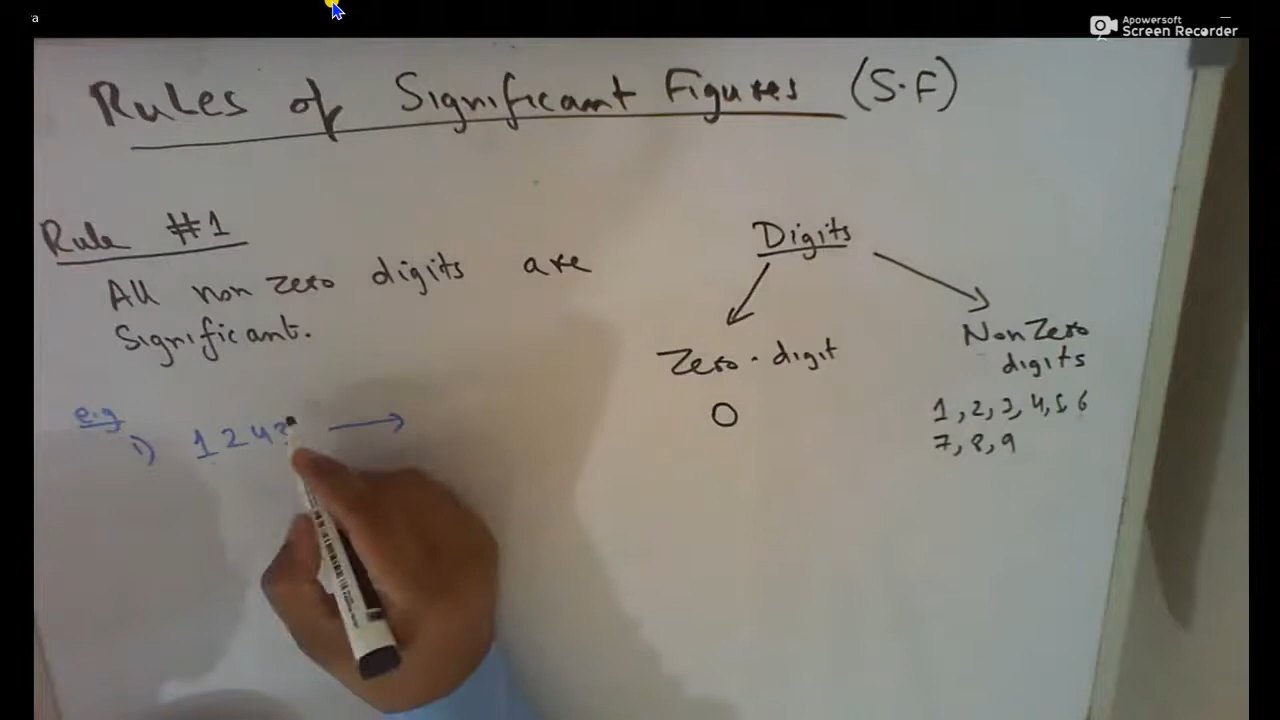 ra
Apowersoft
Screen Recorder
Rules of Significant Figures (S.F)
Rule #1
All non zero digits are
Significant.
e.g
i) 124
Digits
Zero-digit
0
Non Zero
digits
1,2,3,4,5,6
7,8,9